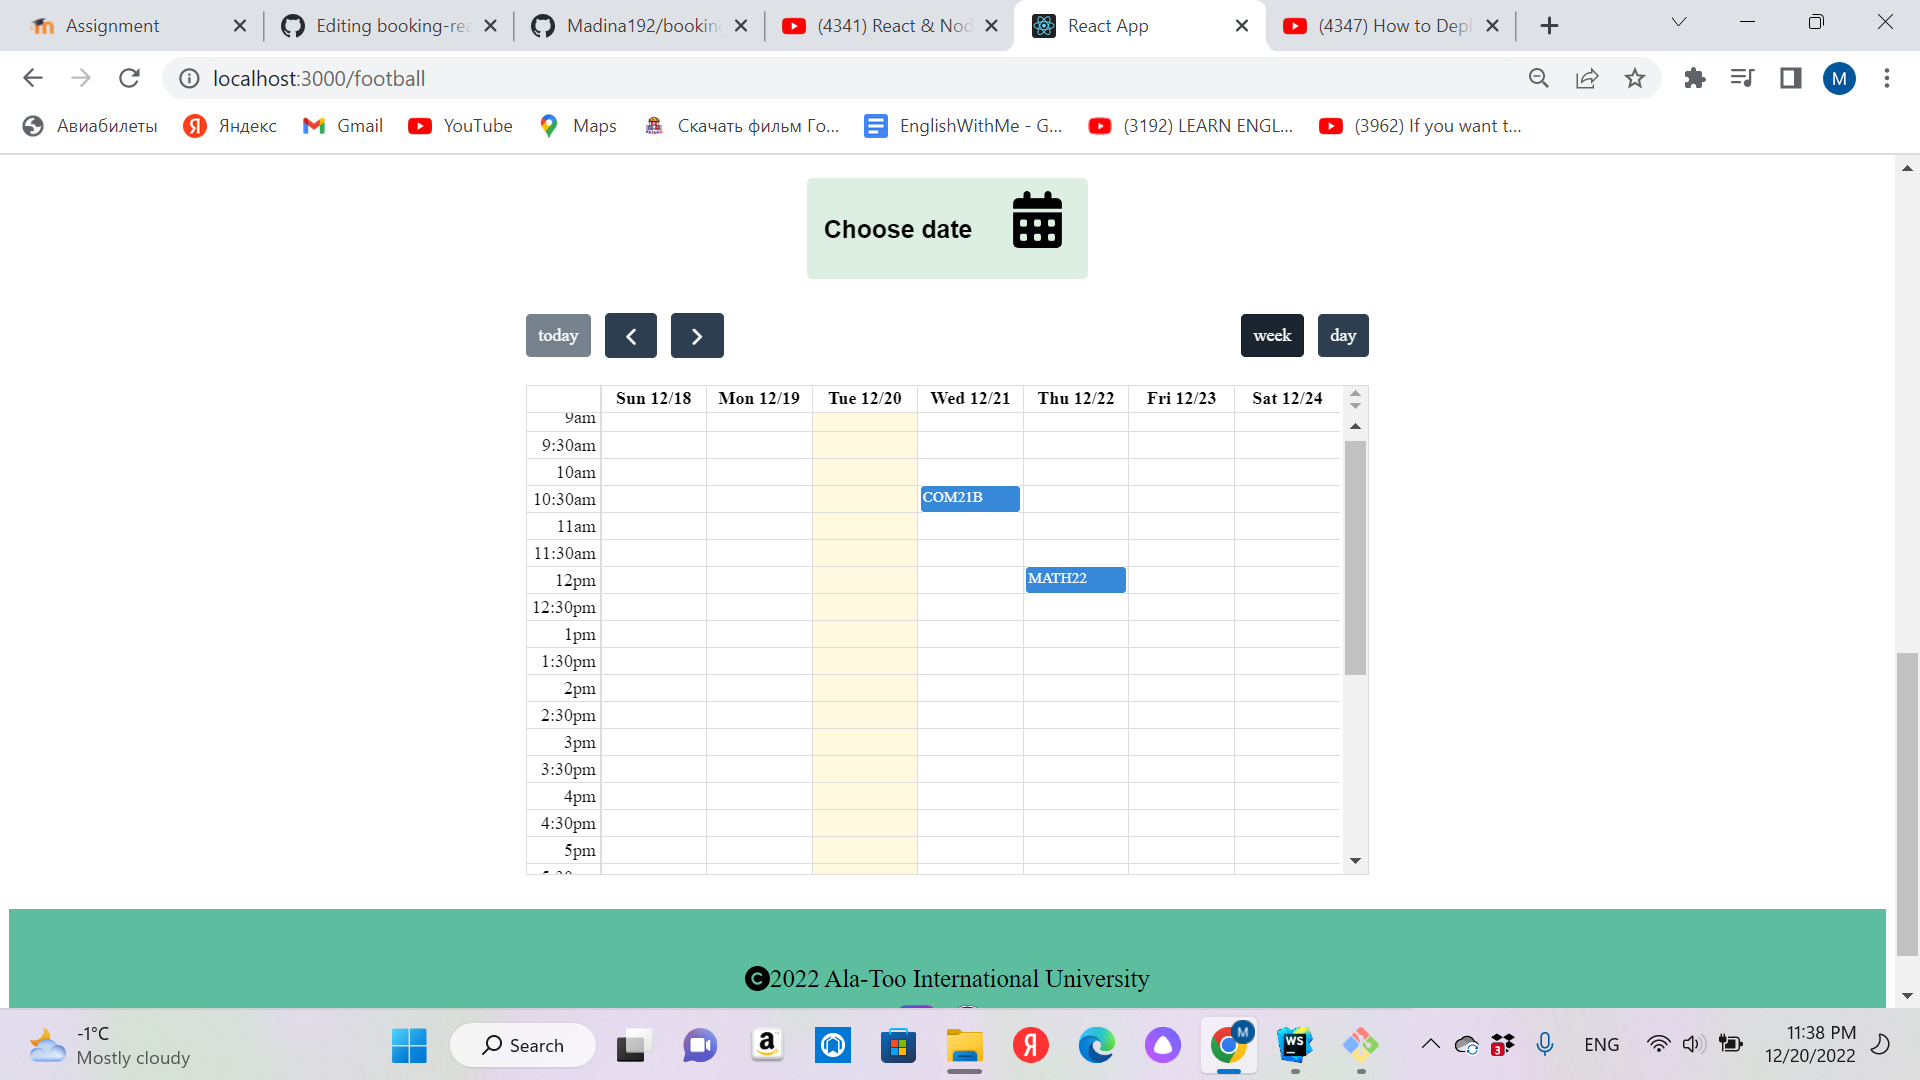 Assignment
Editing booking-rea
Madina192/booking
(4341) React & Nod
React App
(4347) How to Depl
localhost:3000/football
M
Авиабилеты
Яндекс
Gmail
YouTube
Maps
Скачать фильм Го...
EnglishWithMe - G...
(3192) LEARN ENGL...
(3962) If you want t...
Choose date
today
week
day
Sun 12/18
Mon 12/19
Tue 12/20
Wed 12/21
Thu 12/22
Fri 12/23
Sat 12/24
9am
9:30am
10am
10:30am
COM21B
11am
11:30am
12pm
MATH22
12:30pm
1pm
1:30pm
2pm
2:30pm
3pm
3:30pm
4pm
4:30pm
5pm
2022 Ala-Too International University
-1°C
Mostly cloudy
Search
ENG
11:38 PM
12/20/2022